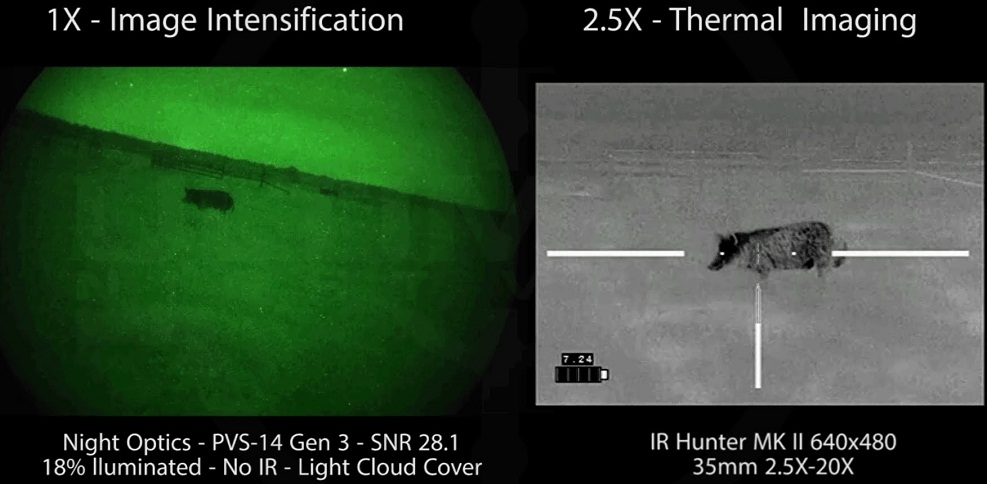 1X - Image Intensification
2.5X - Thermal Imaging
7.24
Night Optics - PVS-14 Gen 3 - SNR 28.1
18% lluminated - No IR - Light Cloud Cover
IR Hunter MK II 640x480
35mm 2.5X-20X